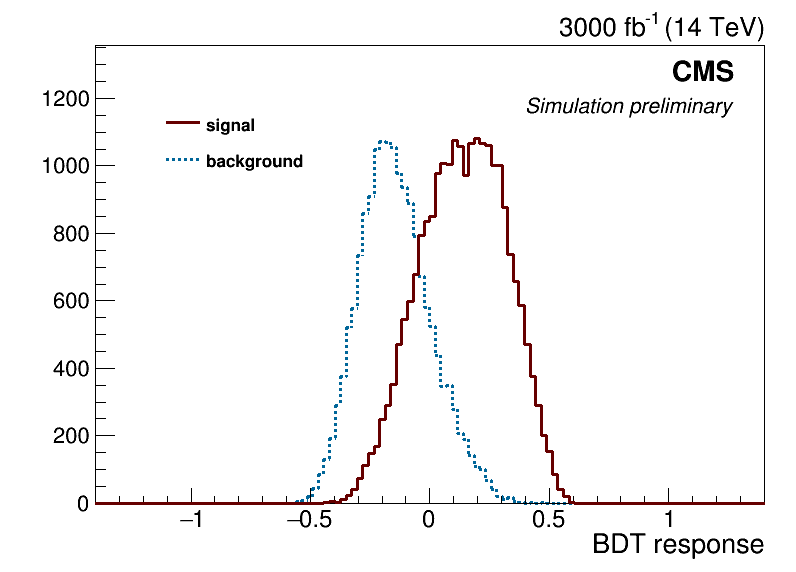 3000 fb⁻¹ (14 TeV)
CMS
Simulation preliminary
signal
background
1200
1000
800
600
400
200
0
−1 −0.5 0 0.5 1
BDT response